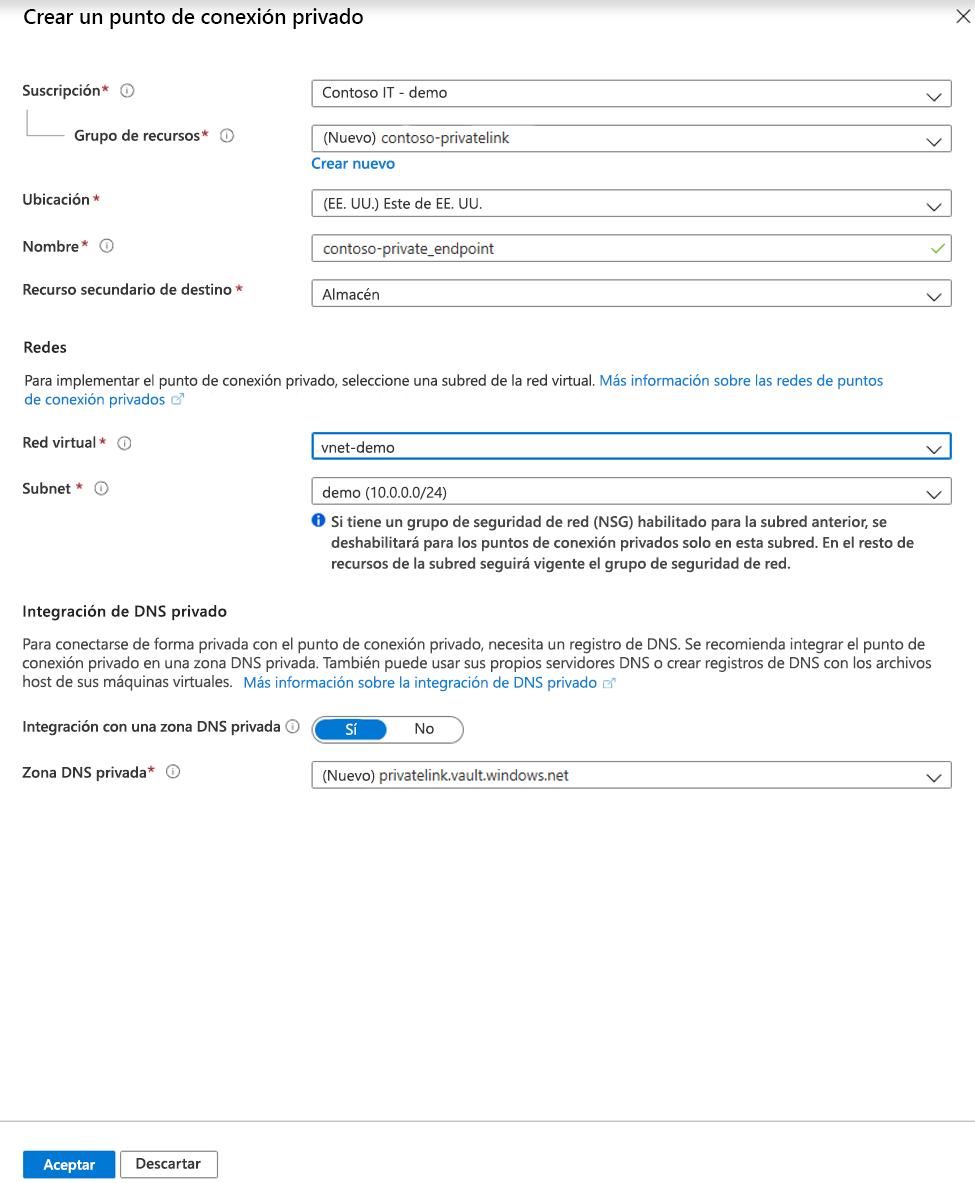 Crear un punto de conexión privado
Suscripción*
Contoso IT - demo
Grupo de recursos*
(Nuevo) contoso-privatelink
Crear nuevo
Ubicación *
(EE. UU.) Este de EE. UU.
Nombre *
contoso-private_endpoint
Recurso secundario de destino *
Almacén
Redes
Para implementar el punto de conexión privado, seleccione una subred de la red virtual. Más información sobre las redes de puntos
de conexión privados
Red virtual *
vnet-demo
Subnet *
demo (10.0.0.0/24)
Si tiene un grupo de seguridad de red (NSG) habilitado para la subred anterior, se
deshabilitará para los puntos de conexión privados solo en esta subred. En el resto de
recursos de la subred seguirá vigente el grupo de seguridad de red.
Integración de DNS privado
Para conectarse de forma privada con el punto de conexión privado, necesita un registro de DNS. Se recomienda integrar el punto de
conexión privado en una zona DNS privada. También puede usar sus propios servidores DNS o crear registros de DNS con los archivos
host de sus máquinas virtuales. Más información sobre la integración de DNS privado
Integración con una zona DNS privada
Sí No
Zona DNS privada*
(Nuevo) privatelink.vault.windows.net
Aceptar Descartar